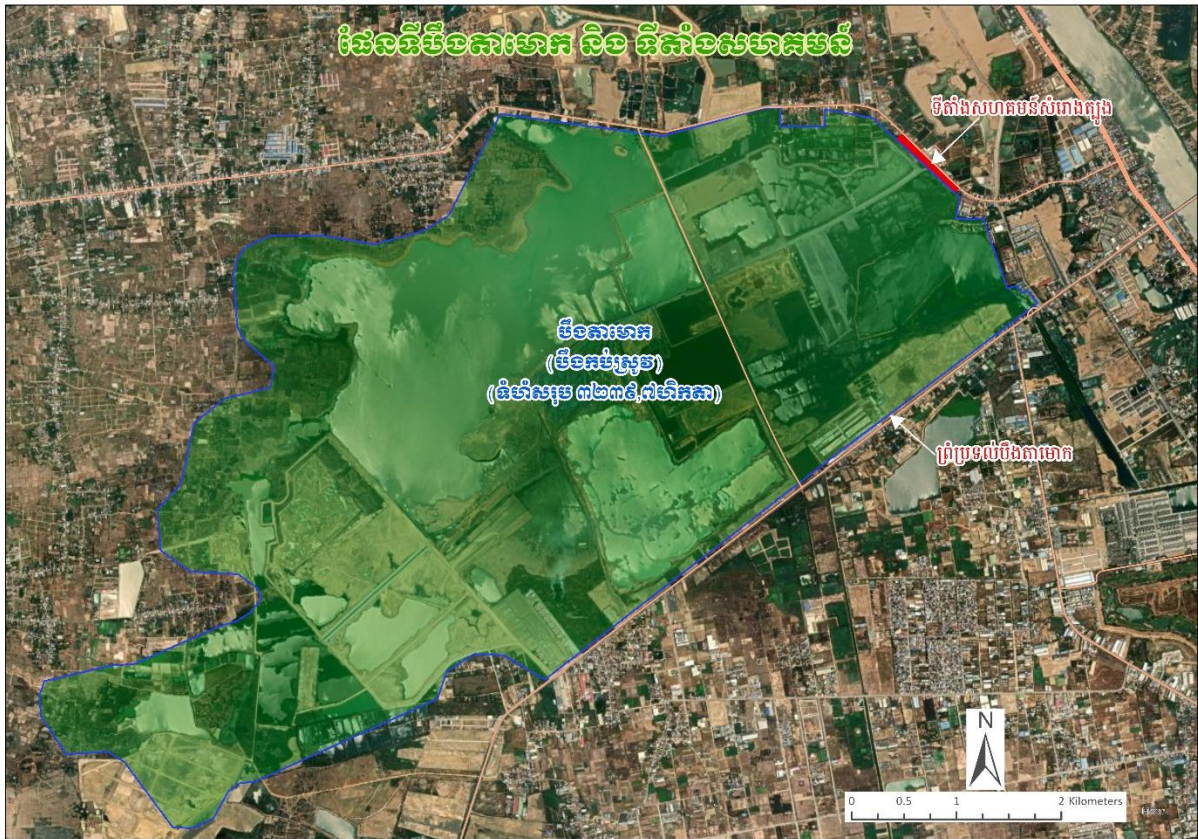 ផែនទីបឹងតាមោក និង ទីតាំងសហគមន៍
ទីតាំងសហគមន៍សំរោងត្បូង
បឹងតាមោក
(បឹងកប់ស្រូវ)
(ទំហំសរុប ៣២៣៩,៧ហិកតា)
ព្រំប្រទល់បឹងតាមោក
N
0 0.5 1 2 Kilometers